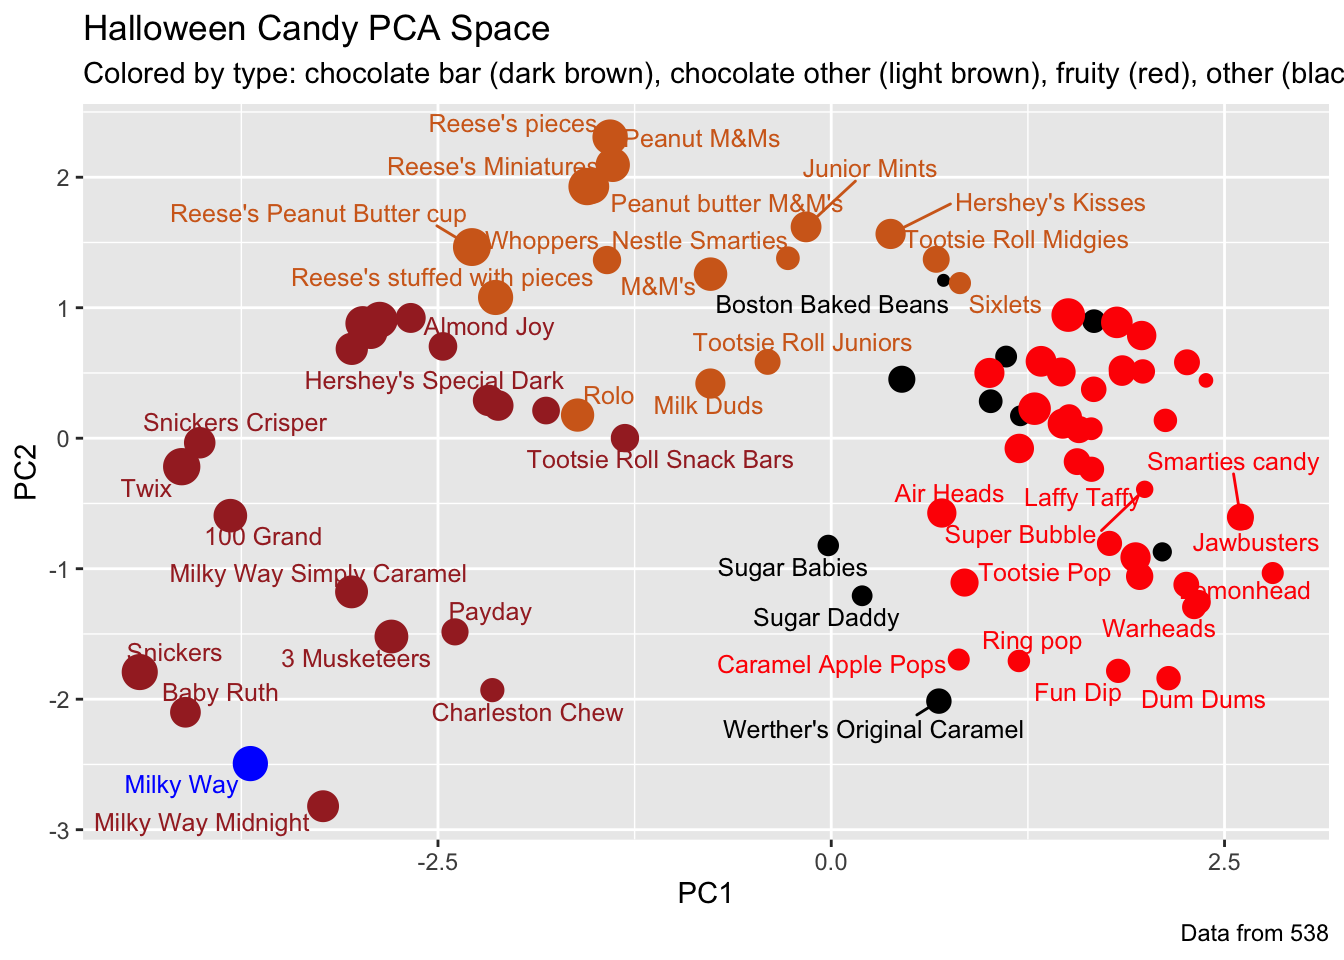 Halloween Candy PCA Space
Colored by type: chocolate bar (dark brown), chocolate other (light brown), fruity (red), other (blac
Reese's pieces
Peanut M&Ms
Reese's Miniatures
Junior Mints
Peanut butter M&M's
Hershey's Kisses
Reese's Peanut Butter cup
Whoppers
Nestle Smarties
Tootsie Roll Midgies
Reese's stuffed with pieces
M&M's
Boston Baked Beans
Sixlets
Almond Joy
Tootsie Roll Juniors
Hershey's Special Dark
Rolo
Milk Duds
Snickers Crisper
Tootsie Roll Snack Bars
Smarties candy
Twix
Air Heads
Laffy Taffy
100 Grand
Super Bubble
Jawbusters
Milky Way Simply Caramel
Sugar Babies
Tootsie Pop
Lemonhead
Payday
Sugar Daddy
Warheads
Snickers
3 Musketeers
Caramel Apple Pops
Ring pop
Baby Ruth
Fun Dip
Dum Dums
Charleston Chew
Werther's Original Caramel
Milky Way
Milky Way Midnight
2
1
0
-1
-2
-3
PC2
-2.5
0.0
2.5
PC1
Data from 538